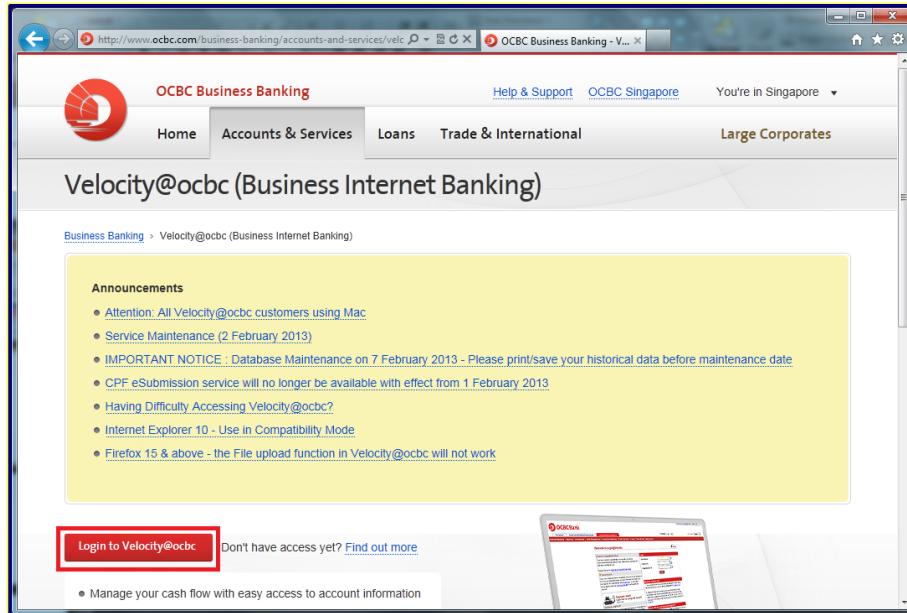 http://www.ocbc.com/business-banking/accounts-and-services/velc
OCBC Business Banking - V...
OCBC Business Banking
Help & Support
OCBC Singapore
You're in Singapore
Home
Accounts & Services
Loans
Trade & International
Large Corporates
Velocity@ocbc (Business Internet Banking)
Business Banking > Velocity@ocbc (Business Internet Banking)
Announcements
Attention: All Velocity@ocbc customers using Mac
Service Maintenance (2 February 2013)
IMPORTANT NOTICE : Database Maintenance on 7 February 2013 - Please print/save your historical data before maintenance date
CPF eSubmission service will no longer be available with effect from 1 February 2013
Having Difficulty Accessing Velocity@ocbc?
Internet Explorer 10 - Use in Compatibility Mode
Firefox 15 & above - the File upload function in Velocity@ocbc will not work
Login to Velocity@ocbc
Don't have access yet? Find out more
OCBC Bank
Manage your cash flow with easy access to account information